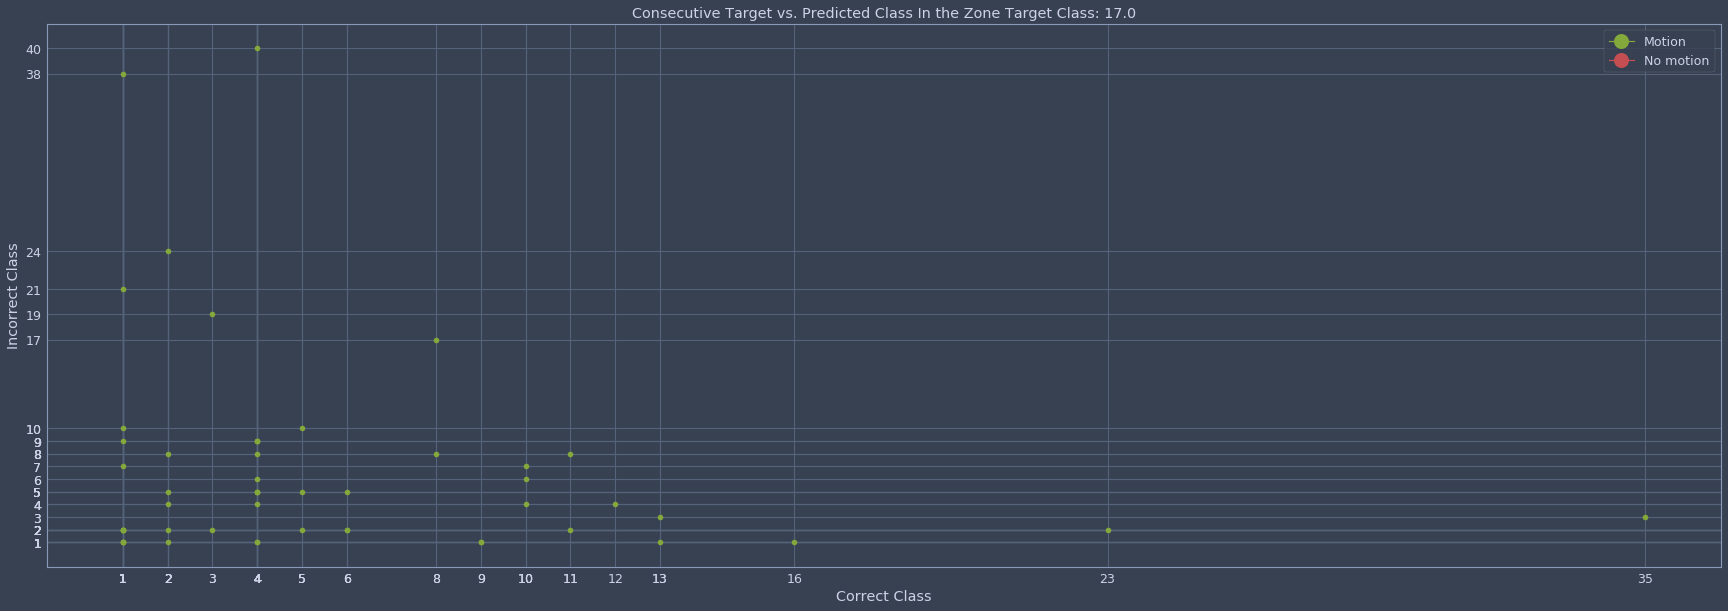 Consecutive Target vs. Predicted Class In the Zone Target Class: 17.0
Motion
No motion
Incorrect Class
40
38
24
21
19
17
10
9
8
7
6
5
4
3
2
1
1 2 3 4 5 6 8 9 10 11 12 13 16 23 35
Correct Class